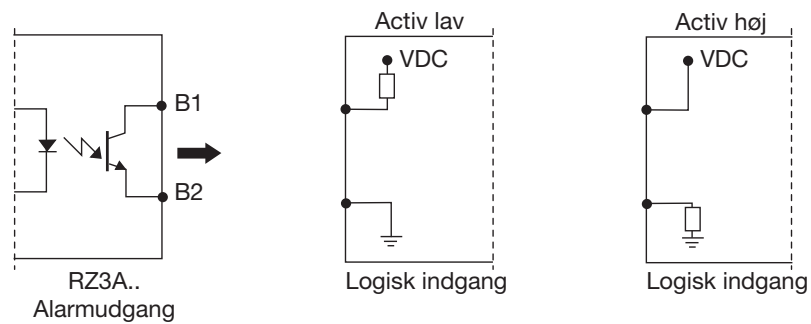 Activ lav
Activ høj
VDC
VDC
B1
B2
RZ3A..
Alarmudgang
Logisk indgang
Logisk indgang